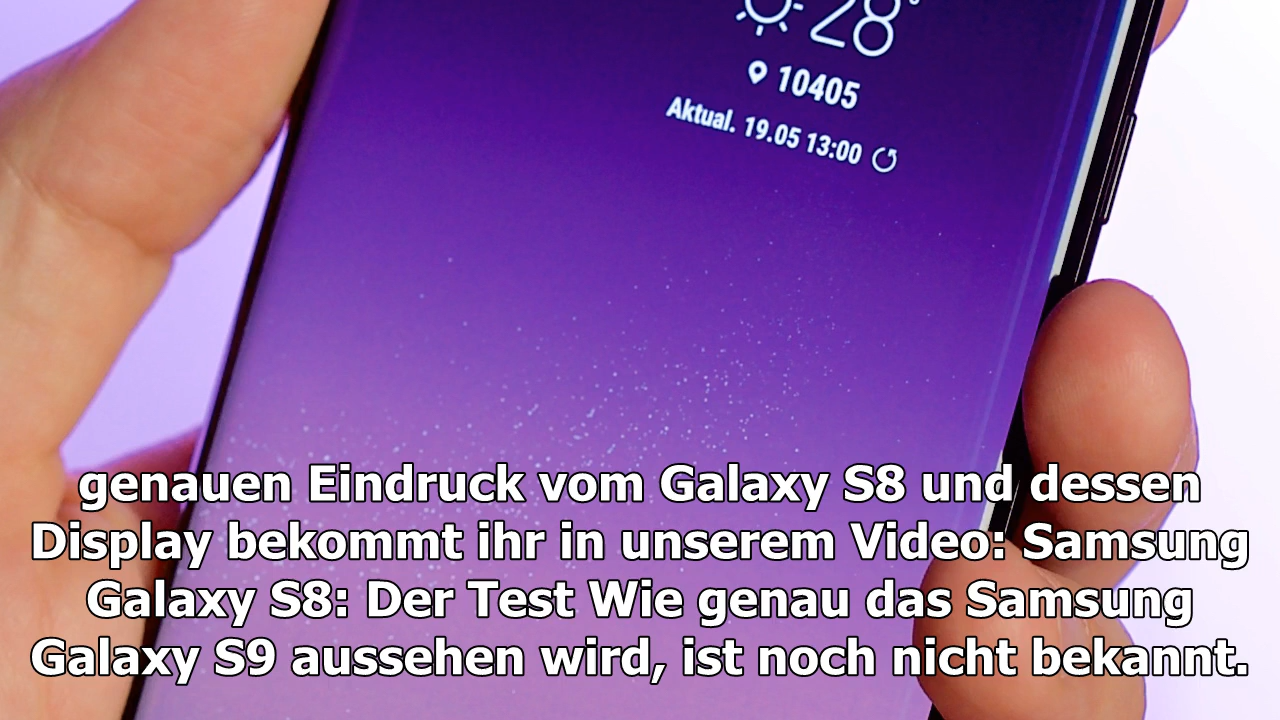 28°
10405
Aktual. 19.05 13:00
genauen Eindruck vom Galaxy S8 und dessen
Display bekommt ihr in unserem Video: Samsung
Galaxy S8: Der Test Wie genau das Samsung
Galaxy S9 aussehen wird, ist noch nicht bekannt.